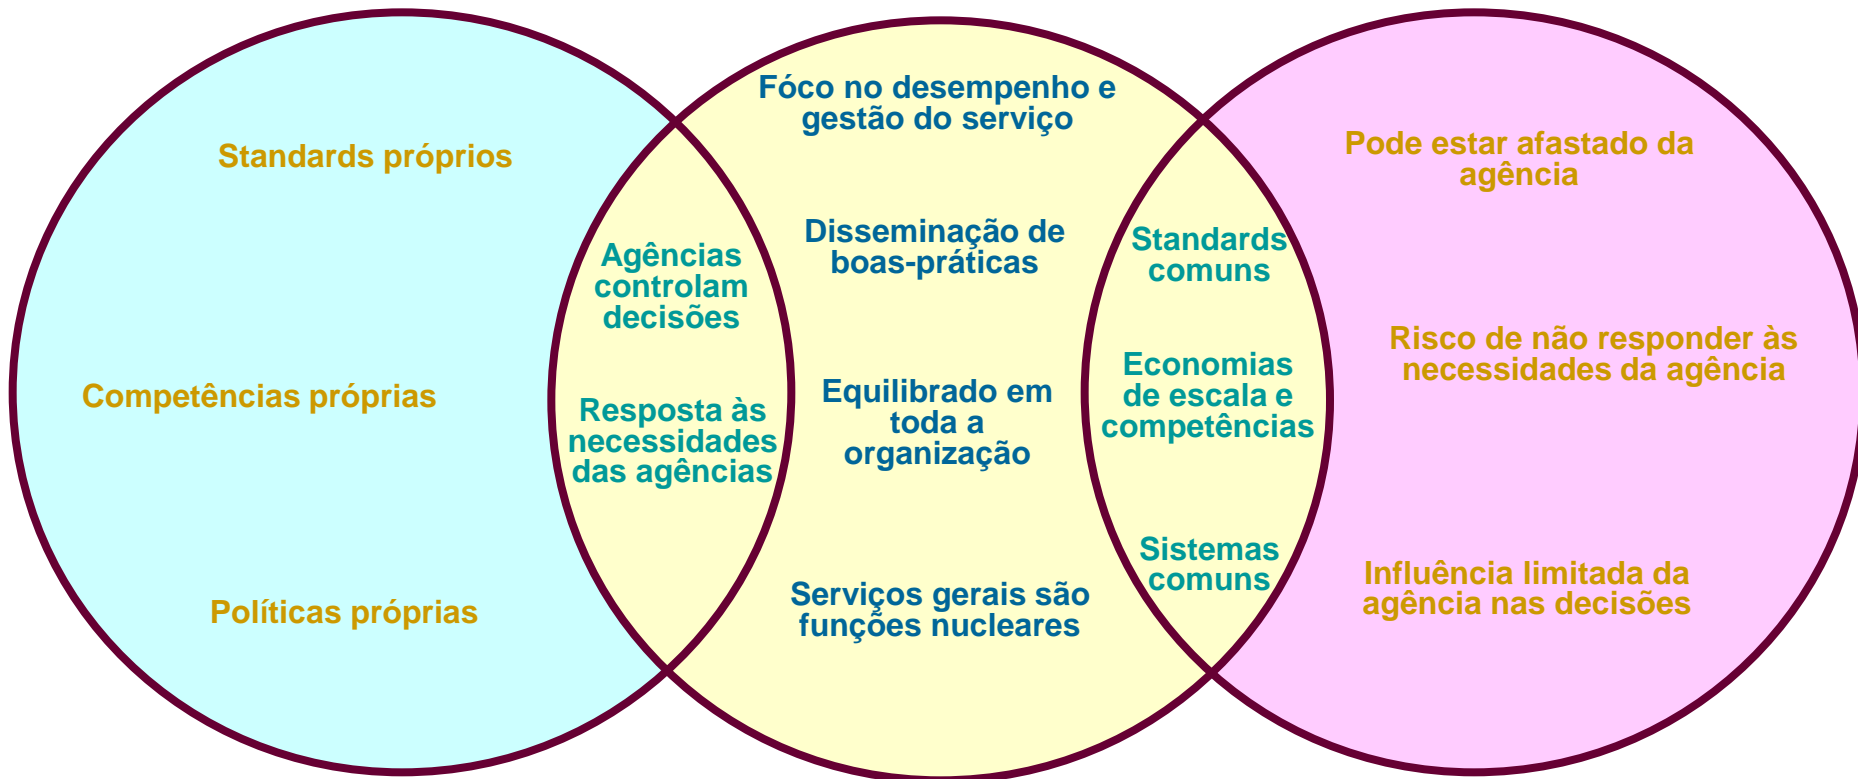 Standards próprios
Competências próprias
Políticas próprias
Agências
controlam
decisões
Resposta às
necessidades
das agências
Fóco no desempenho e
gestão do serviço
Disseminação de
boas-práticas
Equilibrado em
toda a
organização
Serviços gerais são
funções nucleares
Standards
comuns
Economias
de escala e
competências
Sistemas
comuns
Pode estar afastado da
agência
Risco de não responder às
necessidades da agência
Influência limitada da
agência nas decisões